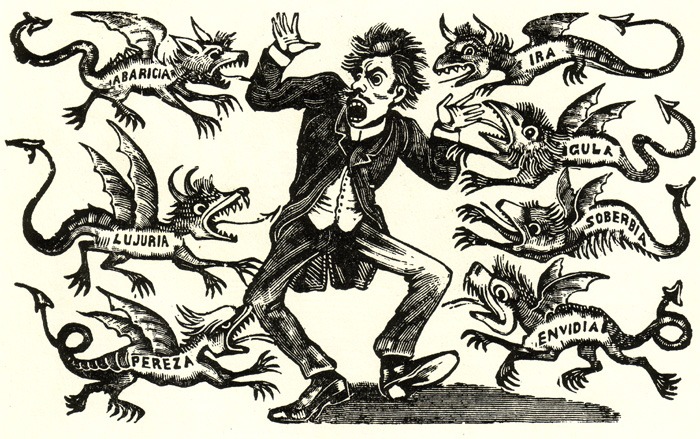 ABARICIA
IRA
GULA
LUJURIA
SOBERBIA
PEREZA
ENVIDIA